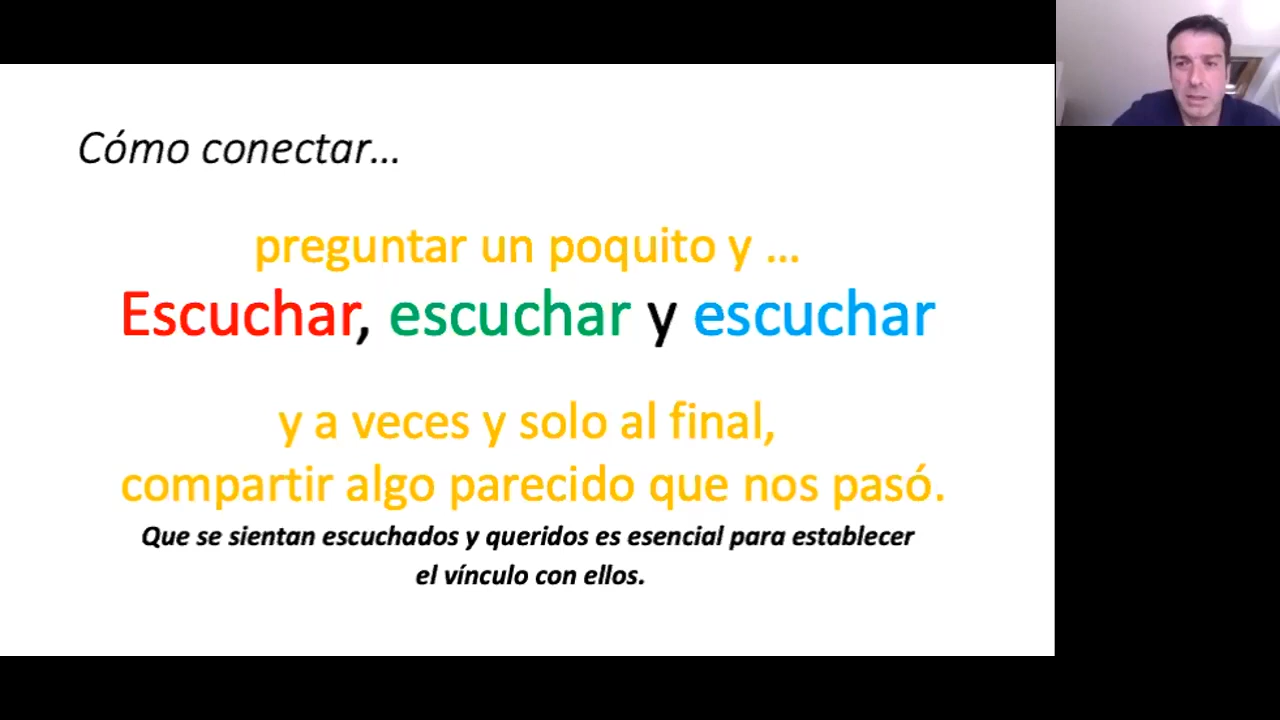 Cómo conectar...
preguntar un poquito y ...
Escuchar, escuchar y escuchar
y a veces y solo al final,
compartir algo parecido que nos pasó.
Que se sientan escuchados y queridos es esencial para establecer
el vínculo con ellos.